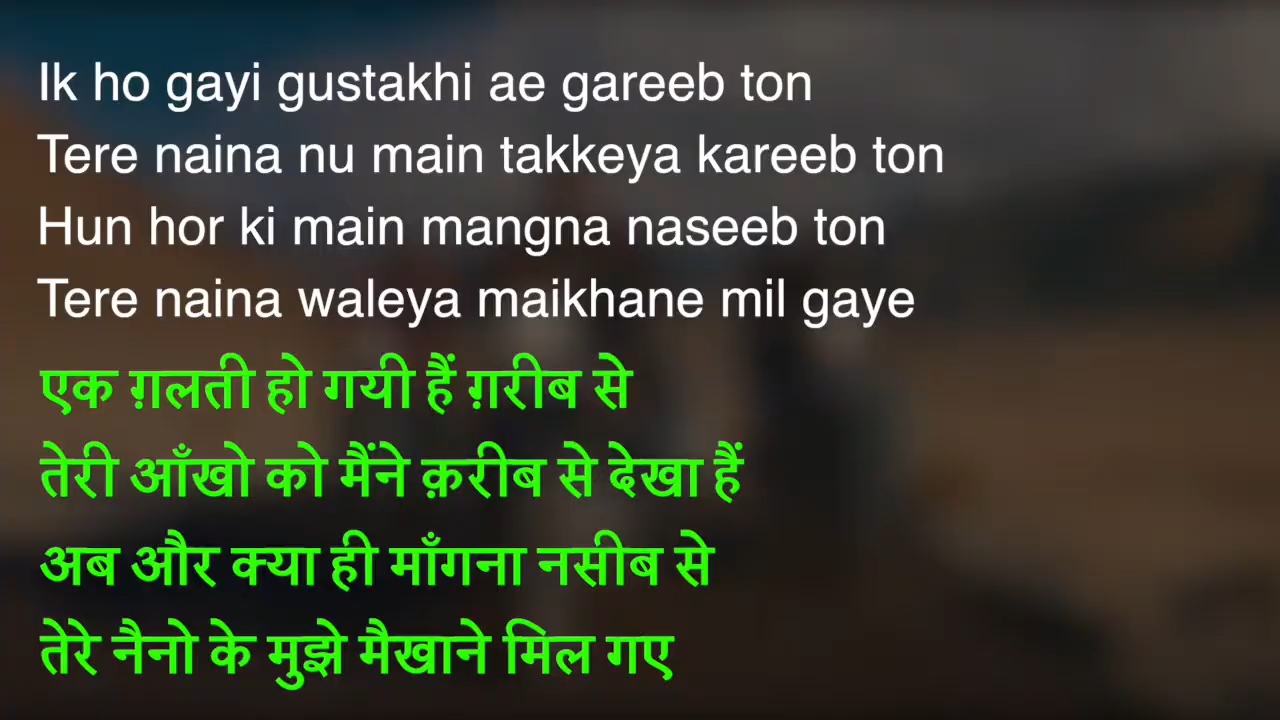 Ik ho gayi gustakhi ae gareeb ton
Tere naina nu main takkeya kareeb ton
Hun hor ki main mangna naseeb ton
Tere naina waleya maikhane mil gaye
एक ग़लती हो गयी हैं ग़रीब से
तेरी आँखो को मैंने क़रीब से देखा हैं
अब और क्या ही माँगना नसीब से
तेरे नैनो के मुझे मैखाने मिल गए